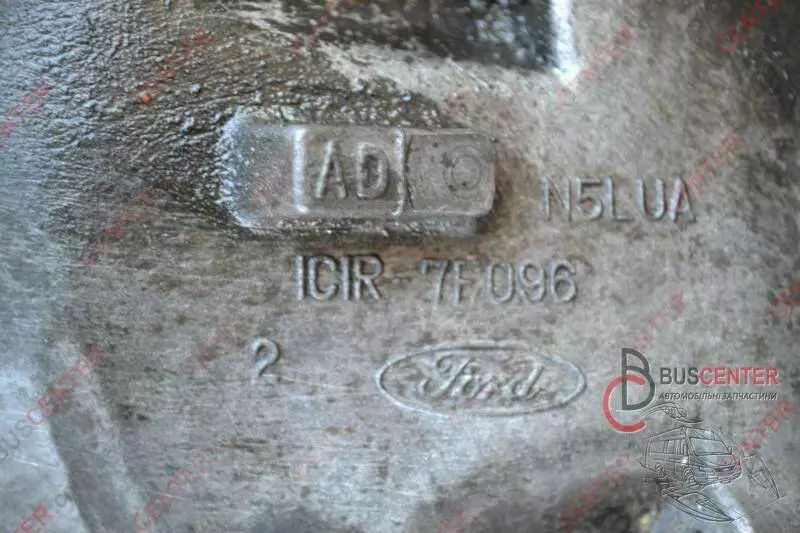 AD
N5LUA
1C1R-7F096
2
Ford
BUSCENTER
АВТОМОБІЛЬНІ ЗАПЧАСТИНИ